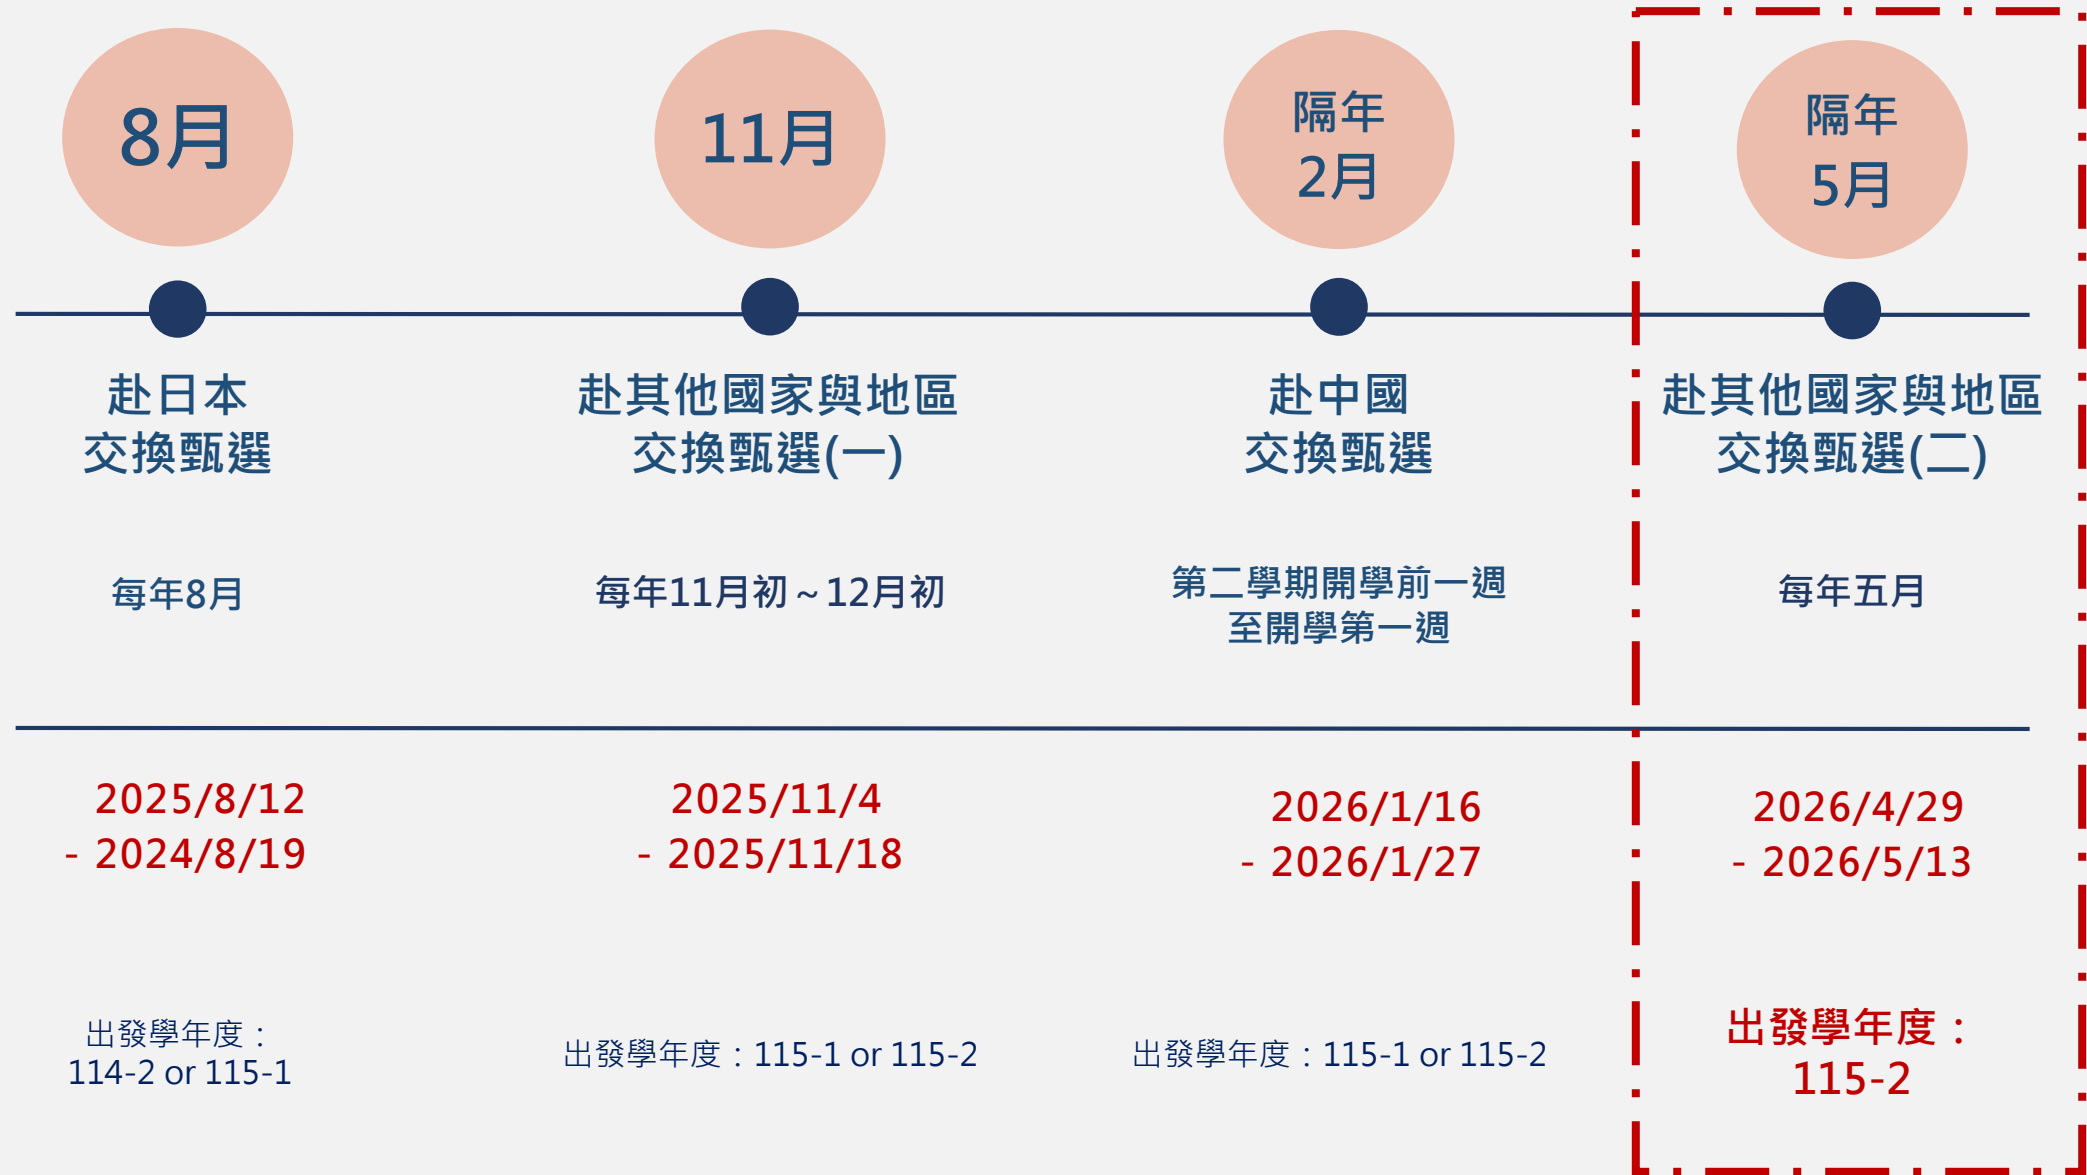 8月
11月
隔年
2月
隔年
5月
赴日本
交換甄選
赴其他國家與地區
交換甄選(一)
赴中國
交換甄選
赴其他國家與地區
交換甄選(二)
每年8月
每年11月初～12月初
第二學期開學前一週
至開學第一週
每年五月
2025/8/12
- 2024/8/19
2025/11/4
- 2025/11/18
2026/1/16
- 2026/1/27
2026/4/29
- 2026/5/13
出發學年度：
114-2 or 115-1
出發學年度：115-1 or 115-2
出發學年度：115-1 or 115-2
出發學年度：
115-2